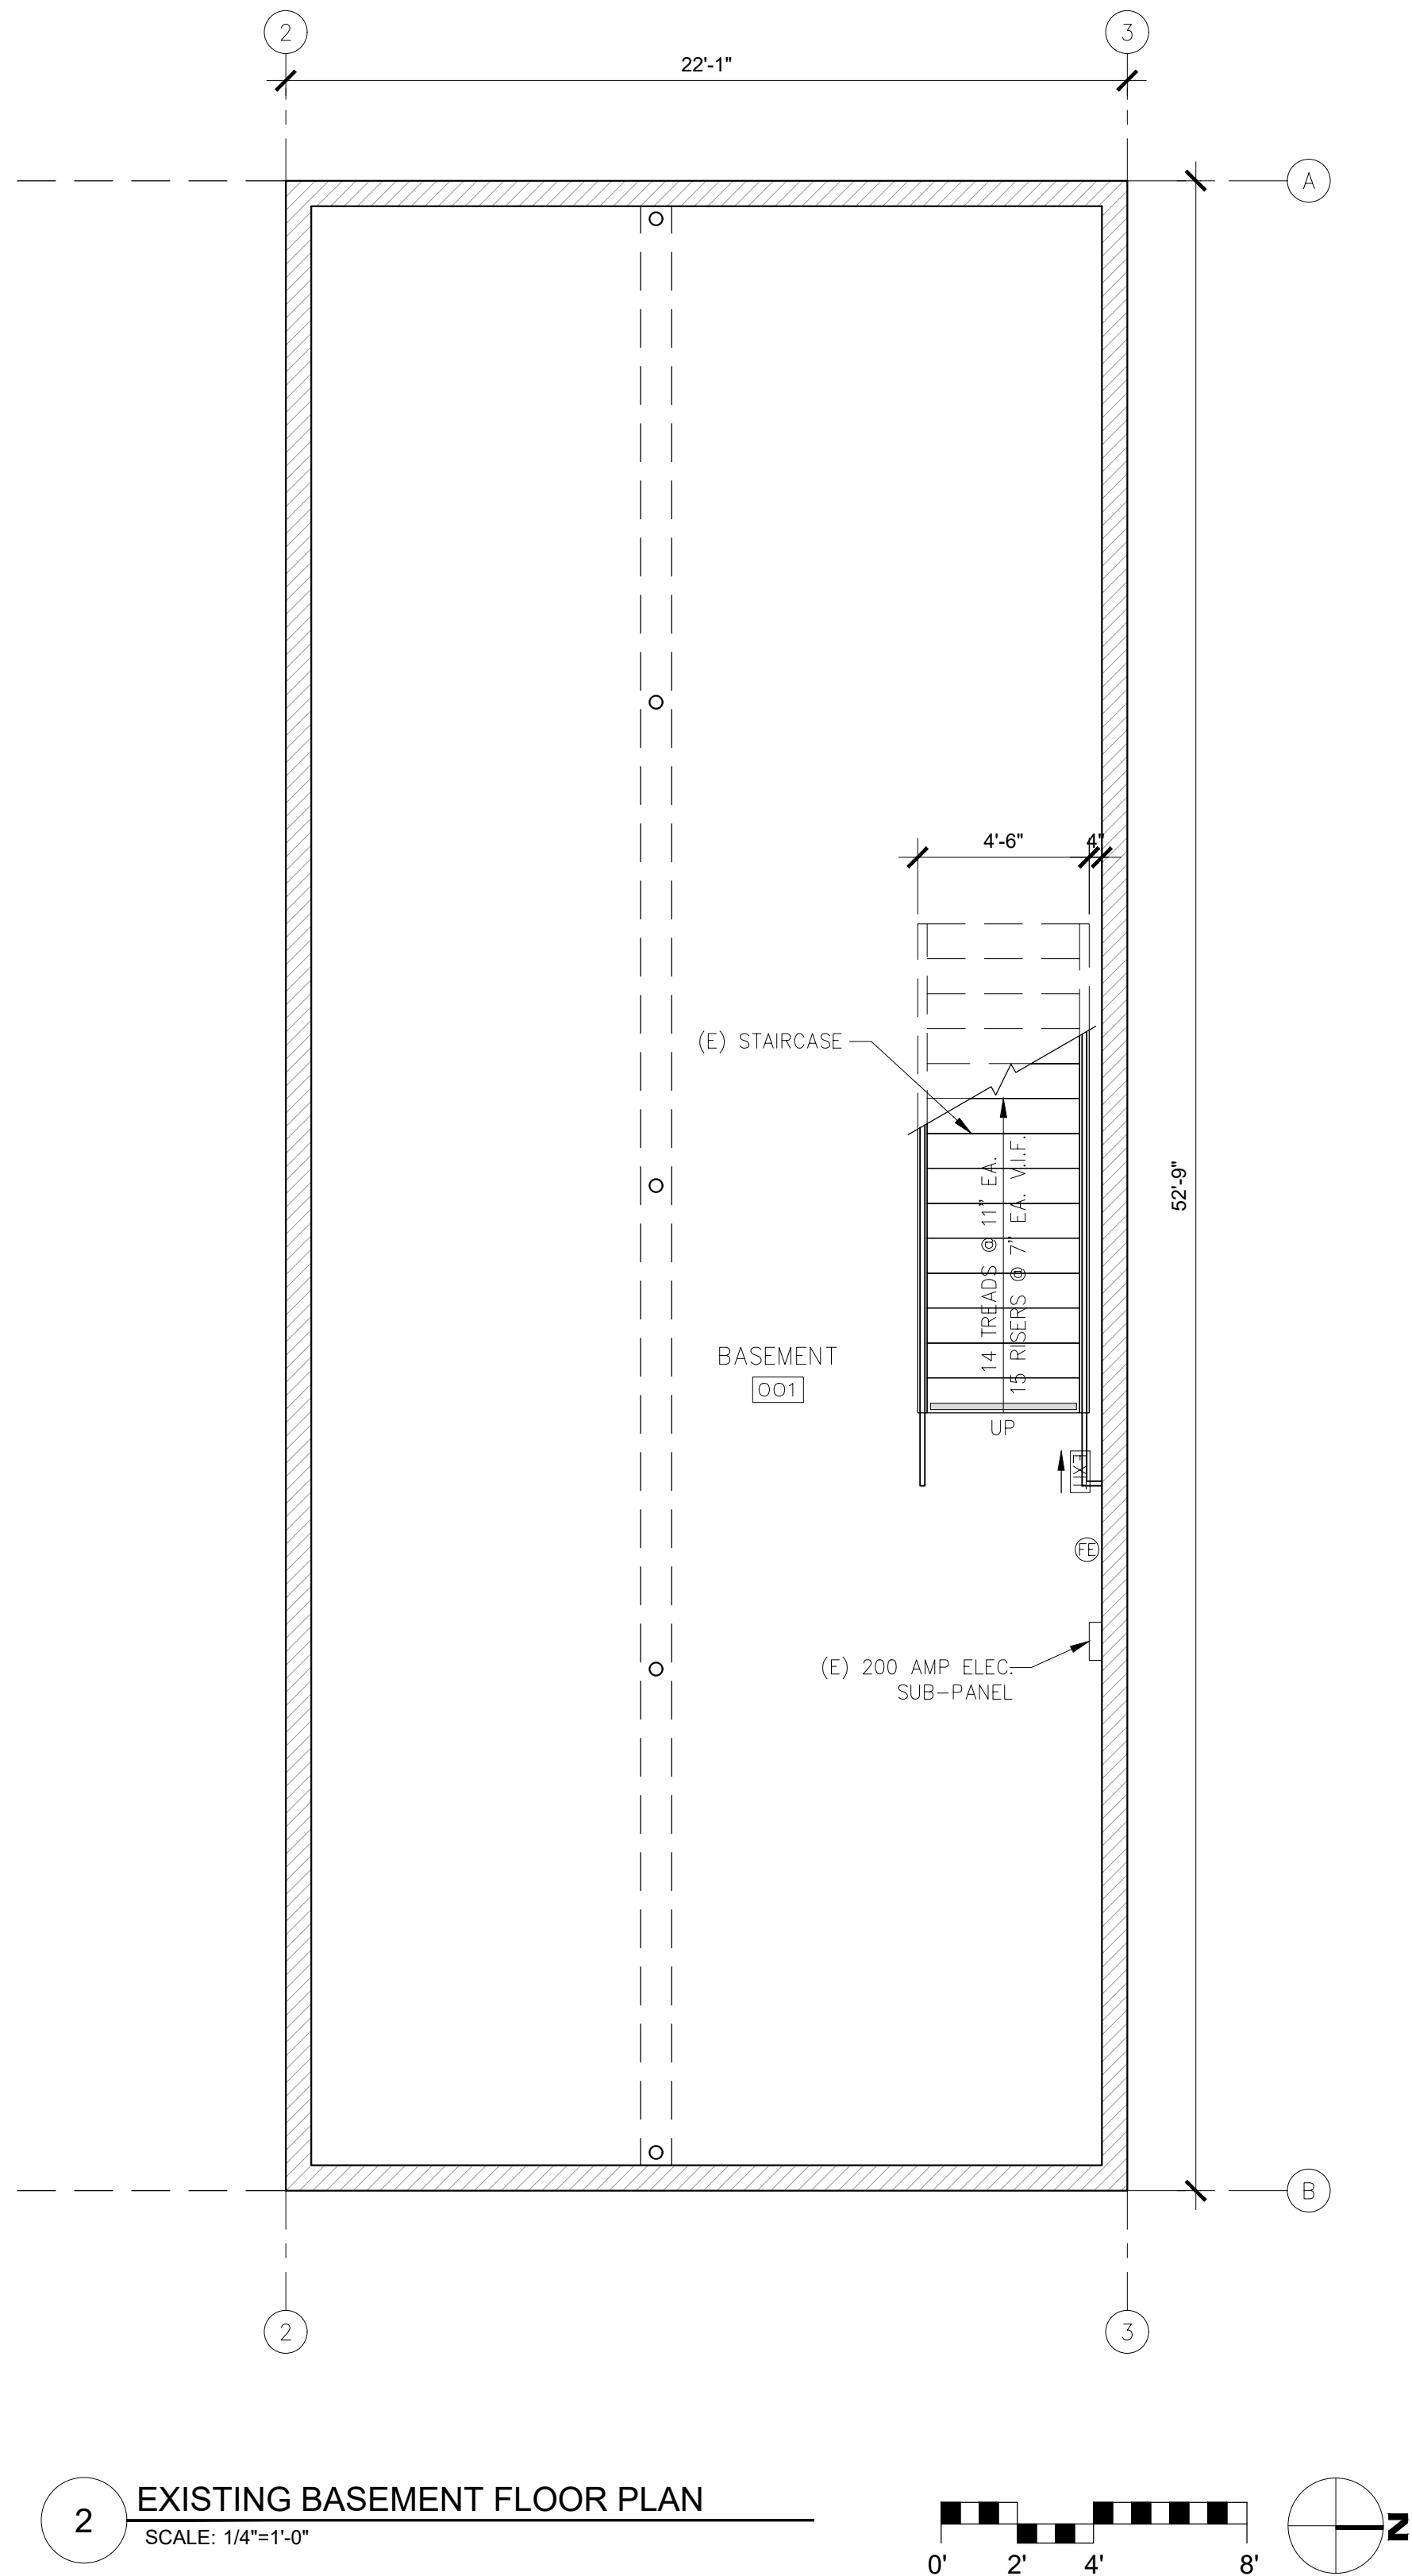 2
3
22'-1"
A
4'-6"
4"
(E) STAIRCASE
14 TREADS @ 11" EA.
15 RISERS @ 7" EA. V.I.F.
52'-9"
BASEMENT
001
UP
EXIT
FE
(E) 200 AMP ELEC.
SUB-PANEL
B
2
3
2
EXISTING BASEMENT FLOOR PLAN
SCALE: 1/4"=1'-0"
0' 2' 4' 8'
N